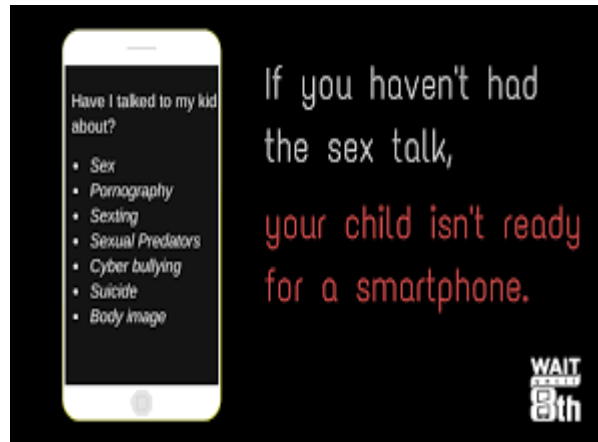 Have I talked to my kid
about?
• Sex
• Pornography
• Sexting
• Sexual Predators
• Cyber bullying
• Suicide
• Body image
If you haven't had
the sex talk,
your child isn't ready
for a smartphone.
WAIT
UNTIL
8th